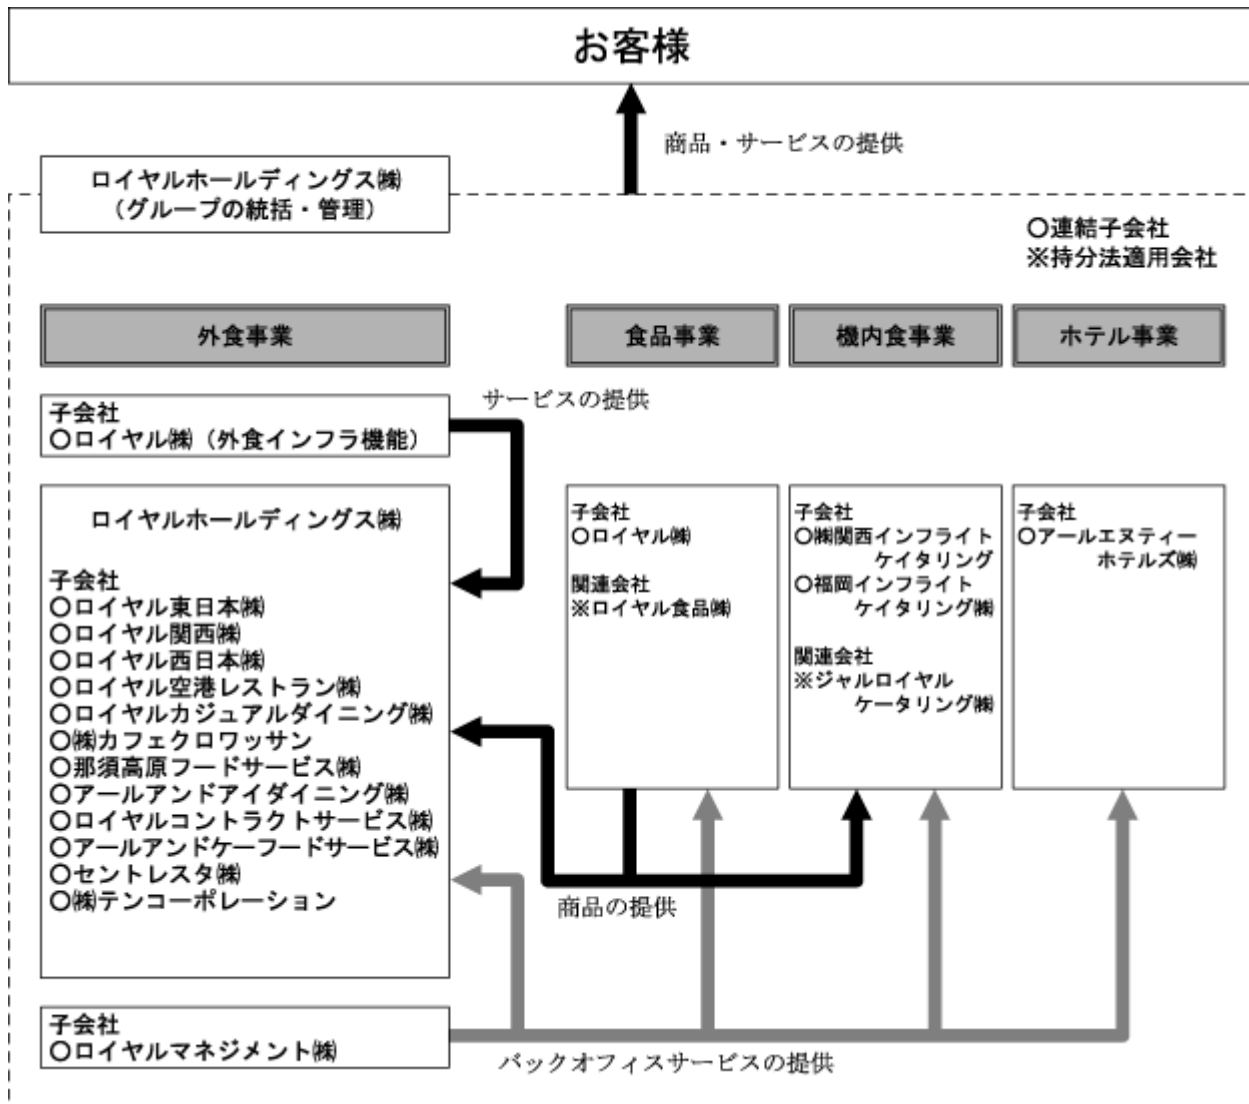 お客様
商品・サービスの提供
ロイヤルホールディングス㈱
（グループの統括・管理）
○連結子会社
※持分法適用会社
外食事業
食品事業
機内食事業
ホテル事業
サービスの提供
子会社
○ロイヤル㈱（外食インフラ機能）
ロイヤルホールディングス㈱
子会社
○ロイヤル東日本㈱
○ロイヤル関西㈱
○ロイヤル西日本㈱
○ロイヤル空港レストラン㈱
○ロイヤルカジュアルダイニング㈱
○㈱カフェクロワッサン
○那須高原フードサービス㈱
○アールアンドアイダイニング㈱
○ロイヤルコントラクトサービス㈱
○アールアンドケーフードサービス㈱
○セントレスタ㈱
○㈱テンコーポレーション
子会社
○ロイヤル㈱
関連会社
※ロイヤル食品㈱
子会社
○㈱関西インフライト
ケイタリング
○福岡インフライト
ケイタリング㈱
関連会社
※ジャルロイヤル
ケータリング㈱
子会社
○アールエヌティー
ホテルズ㈱
商品の提供
子会社
○ロイヤルマネジメント㈱
バックオフィスサービスの提供